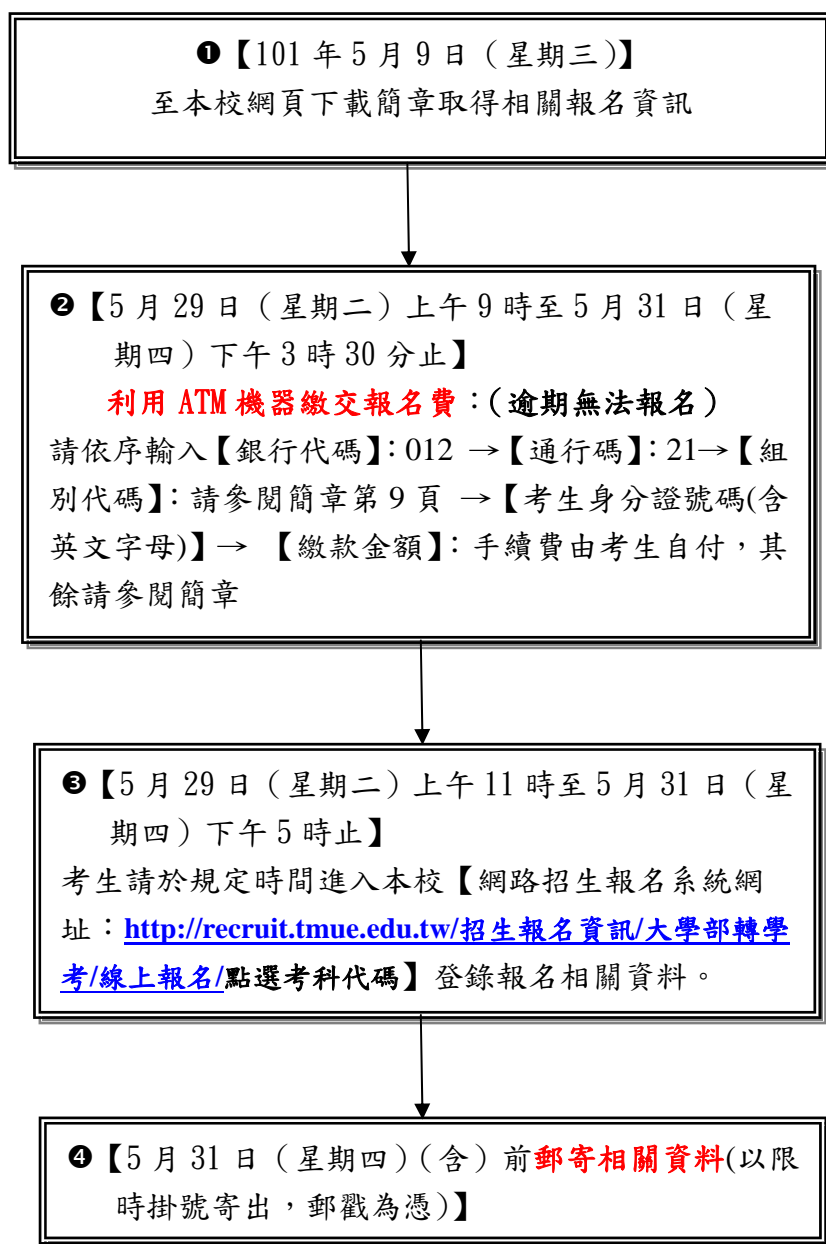 ❶【101 年 5 月 9 日（星期三)】
至本校網頁下載簡章取得相關報名資訊
❷【5 月 29 日（星期二）上午 9 時至 5 月 31 日（星
期四）下午 3 時 30 分止】
利用 ATM 機器繳交報名費：（逾期無法報名）
請依序輸入【銀行代碼】：012 →【通行碼】：21→【組
別代碼】：請參閱簡章第 9 頁 →【考生身分證號碼(含
英文字母)】→ 【繳款金額】：手續費由考生自付，其
餘請參閱簡章
❸【5 月 29 日（星期二）上午 11 時至 5 月 31 日（星
期四）下午 5 時止】
考生請於規定時間進入本校【網路招生報名系統網
址：http://recruit.tmue.edu.tw/招生報名資訊/大學部轉學
考/線上報名/點選考科代碼】登錄報名相關資料。
❹【5 月 31 日（星期四）（含）前郵寄相關資料(以限
時掛號寄出，郵戳為憑)】